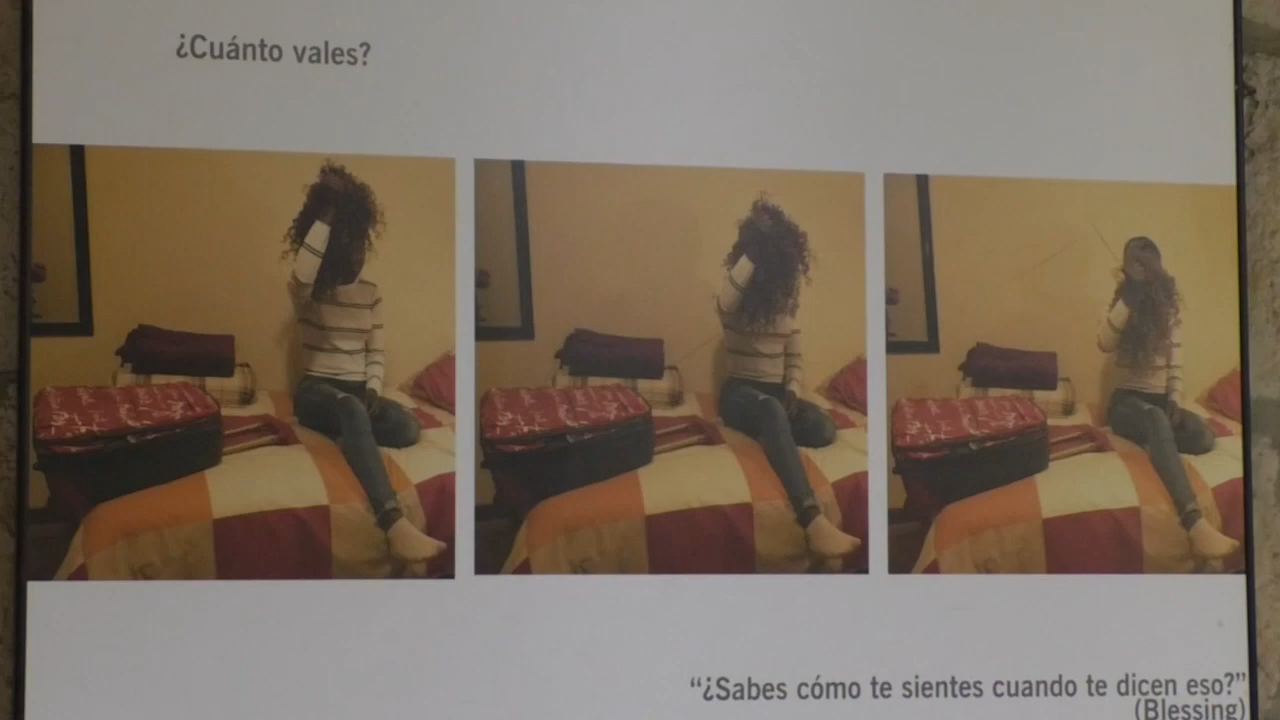 ¿Cuánto vales?
“¿Sabes cómo te sientes cuando te dicen eso?”
(Blessing)